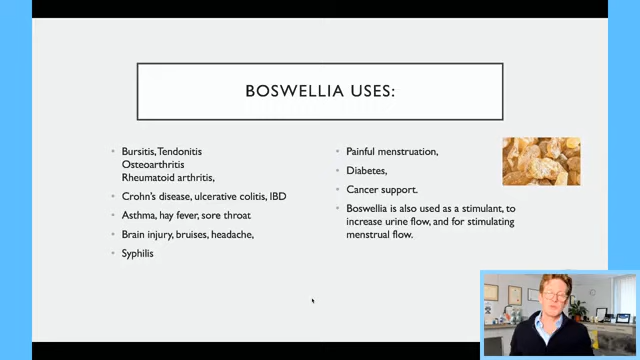 BOSWELLIA USES:
• Bursitis, Tendonitis
Osteoarthritis
Rheumatoid arthritis,
• Crohn's disease, ulcerative colitis, IBD
• Asthma, hay fever, sore throat
• Brain injury, bruises, headache,
• Syphilis
• Painful menstruation,
• Diabetes,
• Cancer support.
• Boswellia is also used as a stimulant, to
increase urine flow, and for stimulating
menstrual flow.